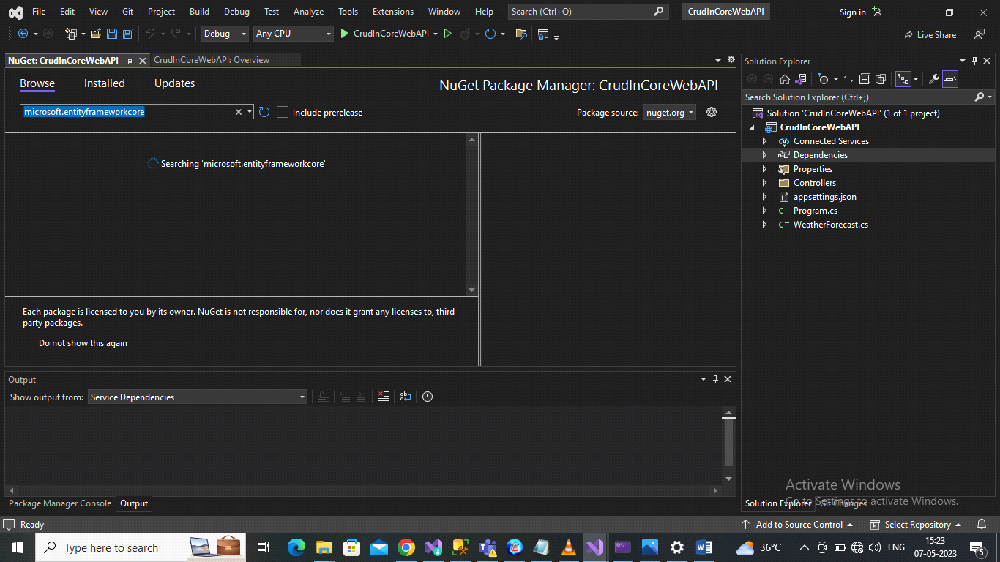 File Edit View Git Project Build Debug Test Analyze Tools Extensions Window Help Search (Ctrl+Q) CrudInCoreWebAPI Sign in
Debug Any CPU CrudInCoreWebAPI Live Share
NuGet: CrudInCoreWebAPI CrudInCoreWebAPI: Overview
Browse Installed Updates NuGet Package Manager: CrudInCoreWebAPI
microsoft.entityframeworkcore Include prerelease Package source: nuget.org
Searching 'microsoft.entityframeworkcore'
Each package is licensed to you by its owner. NuGet is not responsible for, nor does it grant any licenses to, third-
party packages.
Do not show this again
Output
Show output from: Service Dependencies
Package Manager Console Output
Solution Explorer
Search Solution Explorer (Ctrl+;)
Solution 'CrudInCoreWebAPI' (1 of 1 project)
CrudInCoreWebAPI
Connected Services
Dependencies
Properties
Controllers
appsettings.json
C# Program.cs
C# WeatherForecast.cs
Activate Windows
Go to Settings to activate Windows.
Solution Explorer Git Changes
Ready Add to Source Control Select Repository
Type here to search 36°C ENG 15:23
07-05-2023 5